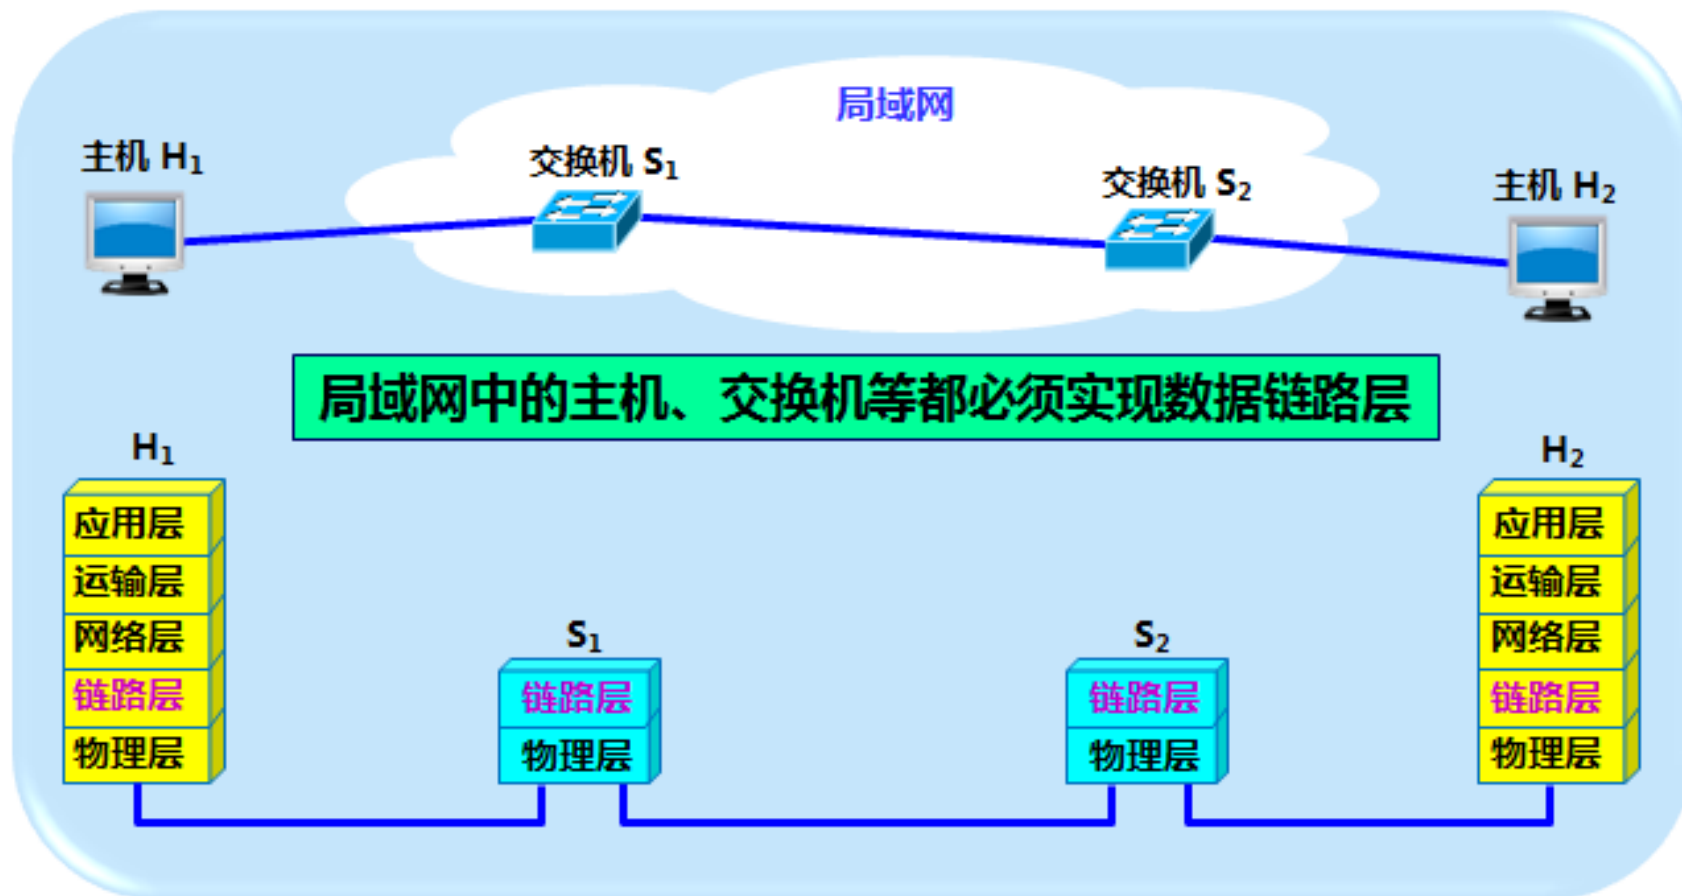 局域网
主机 H₁
交换机 S₁
交换机 S₂
主机 H₂
局域网中的主机、交换机等都必须实现数据链路层
H₁
应用层
运输层
网络层
链路层
物理层
S₁
链路层
物理层
S₂
链路层
物理层
H₂
应用层
运输层
网络层
链路层
物理层